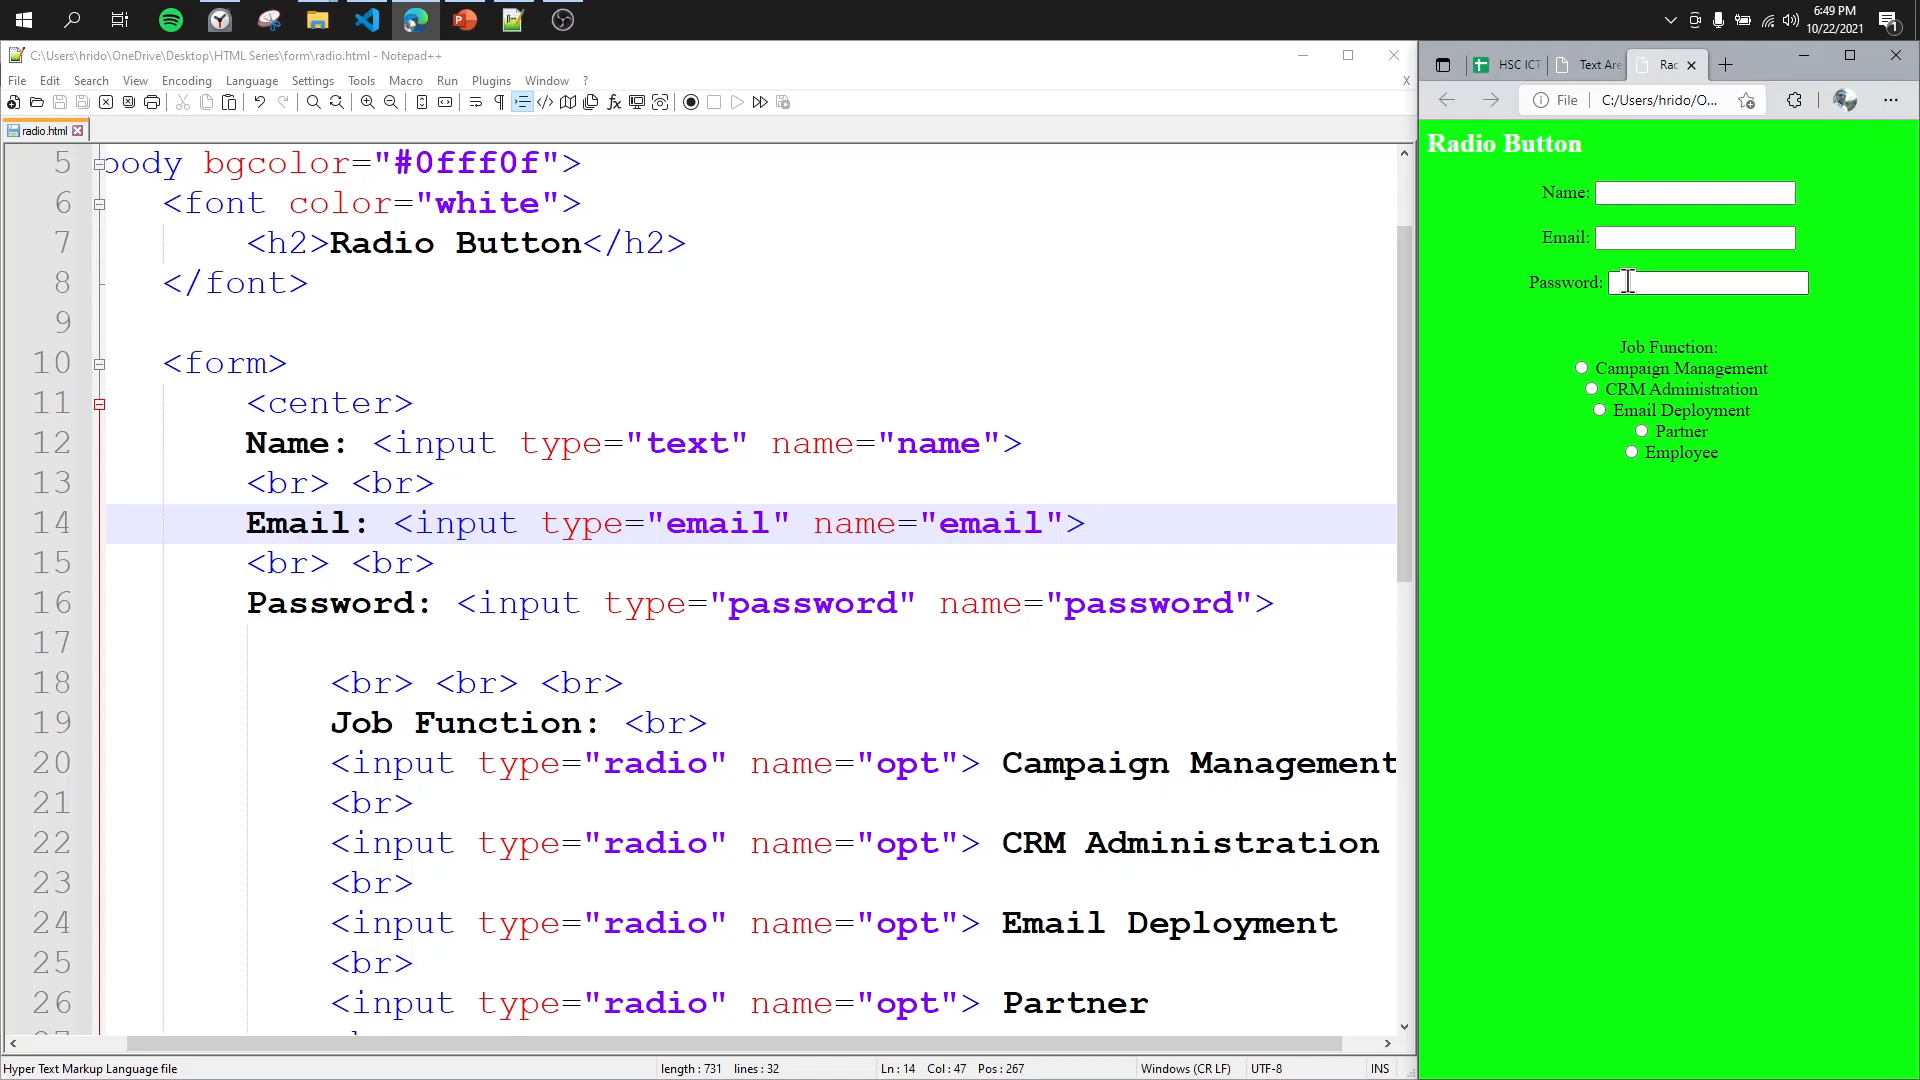 6:49 PM
10/22/2021
1
C:\Users\hrido\OneDrive\Desktop\HTML Series\form\radio.html - Notepad++
File Edit Search View Encoding Language Settings Tools Macro Run Plugins Window ? X
radio.html
5 body bgcolor="#0fff0f">
6 <font color="white">
7 <h2>Radio Button</h2>
8 </font>
9
10 <form>
11 <center>
12 Name: <input type="text" name="name">
13 <br> <br>
14 Email: <input type="email" name="email">
15 <br> <br>
16 Password: <input type="password" name="password">
17
18 <br> <br> <br>
19 Job Function: <br>
20 <input type="radio" name="opt"> Campaign Management
21 <br>
22 <input type="radio" name="opt"> CRM Administration
23 <br>
24 <input type="radio" name="opt"> Email Deployment
25 <br>
26 <input type="radio" name="opt"> Partner
Hyper Text Markup Language file length : 731 lines : 32 Ln : 14 Col : 47 Pos : 267 Windows (CR LF) UTF-8 INS
HSC ICT Text Are Rac
File C:/Users/hrido/O...
Radio Button
Name:
Email:
Password:
Job Function:
Campaign Management
CRM Administration
Email Deployment
Partner
Employee